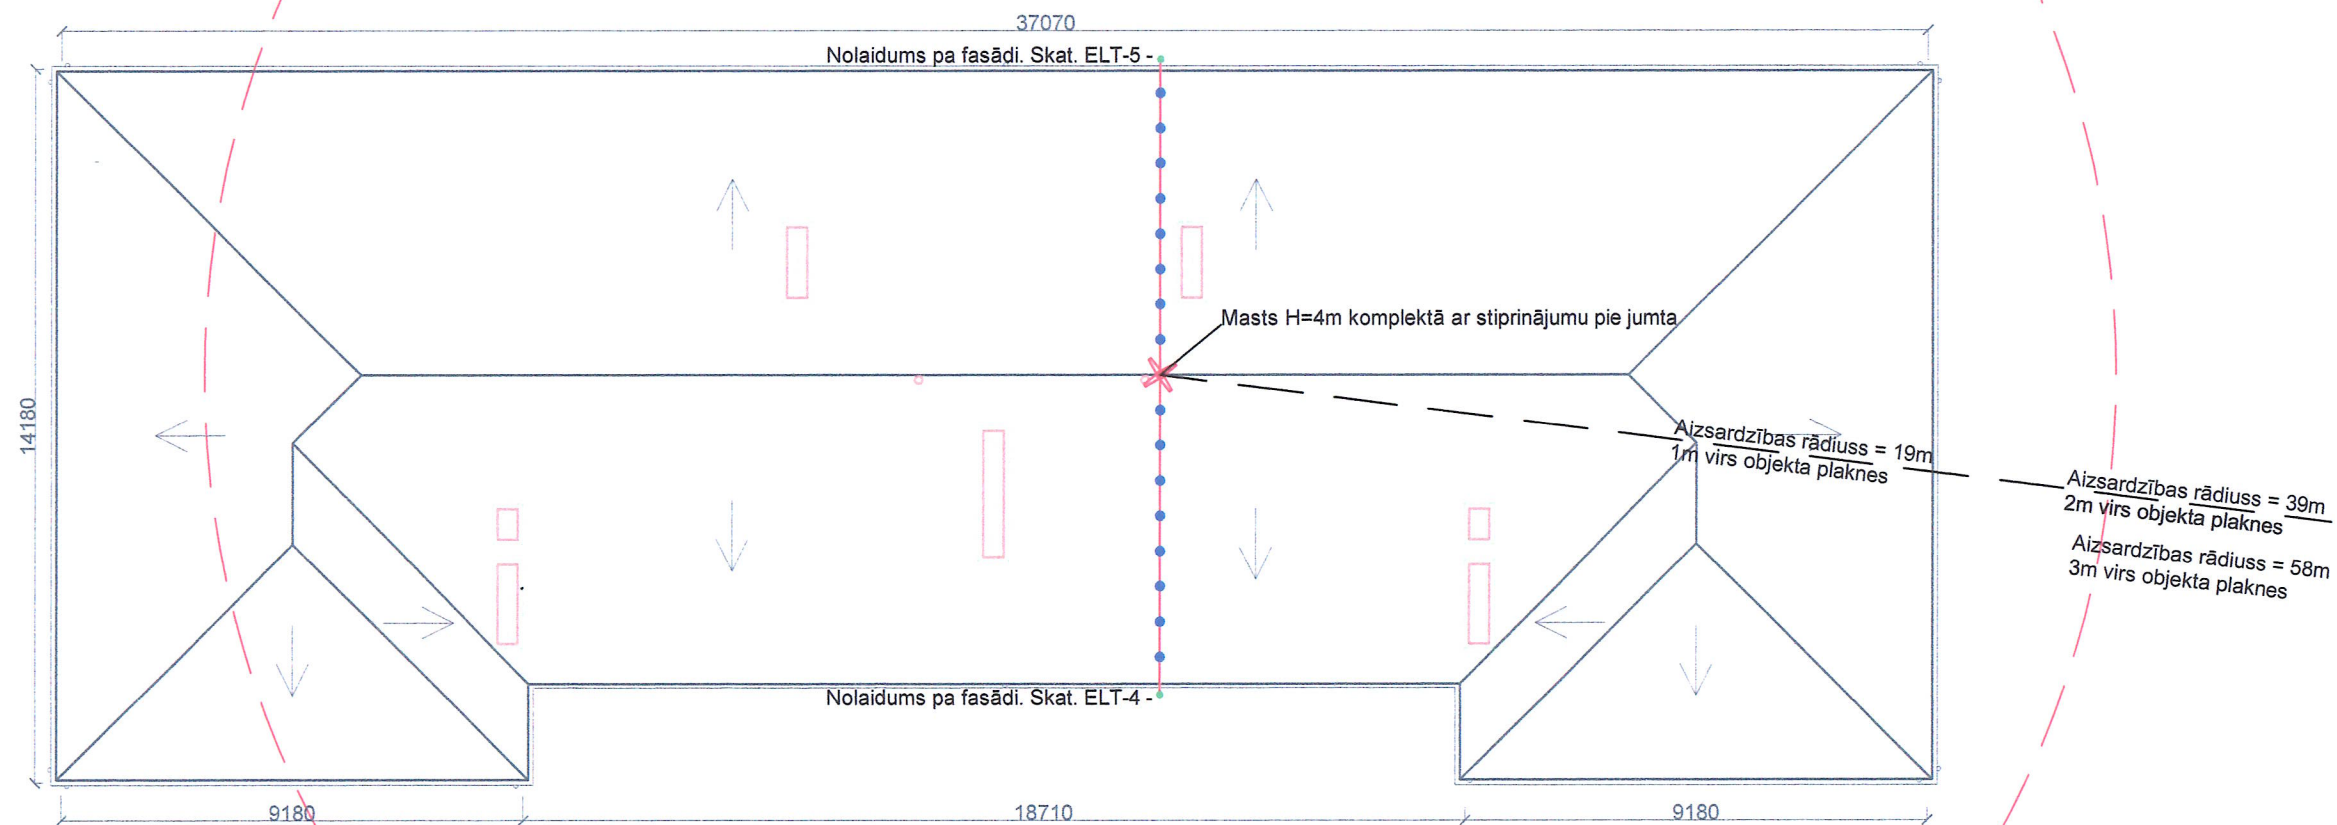 37070
Nolaidums pa fasādi. Skat. ELT-5 -
Masts H=4m komplektā ar stiprinājumu pie jumta
14180
Aizsardzības rādiuss = 19m
1m virs objekta plaknes
Aizsardzības rādiuss = 39m
2m virs objekta plaknes
Aizsardzības rādiuss = 58m
3m virs objekta plaknes
Nolaidums pa fasādi. Skat. ELT-4 -
9180
18710
9180